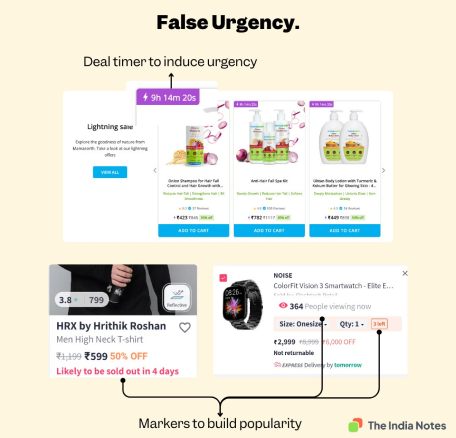 False Urgency.
Deal timer to induce urgency
9h 14m 20s
Lightning sale
Explore the goodness of nature from
Mamaearth. Take a look at our lightning
offers
VIEW ALL
Onion Shampoo for Hair Fall
Control and Hair Growth with...
ADD TO CART
Anti-Hair Fall Spa Kit
ADD TO CART
Ubtan Body Lotion with Turmeric &
Kokum Butter for Glowing Skin - 4...
ADD TO CART
3.8
799
Reflective
HRX by Hrithik Roshan
Men High Neck T-shirt
₹1,199 ₹599 50% OFF
Likely to be sold out in 4 days
NOISE
ColorFit Vision 3 Smartwatch - Elite E...
364 People viewing now
Size: Onesize
Qty: 1
3 left
₹2,999 ₹8,999 ₹6,000 OFF
Not returnable
EXPRESS Delivery by tomorrow
Markers to build popularity
The India Notes